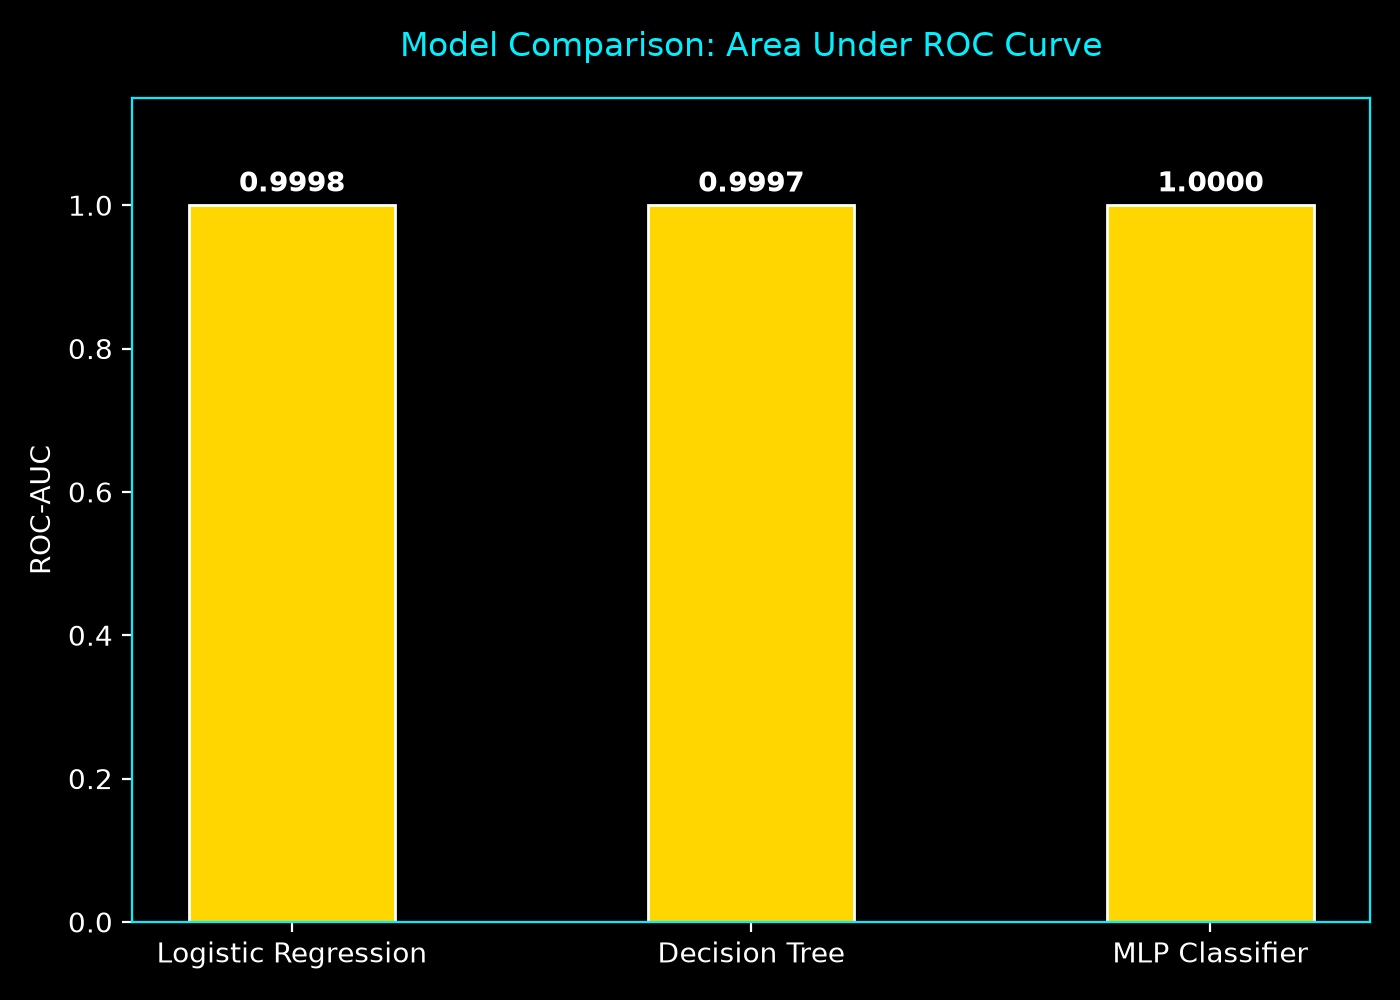 Model Comparison: Area Under ROC Curve
0.9998
0.9997
1.0000
1.0
0.8
0.6
0.4
0.2
0.0
ROC-AUC
Logistic Regression
Decision Tree
MLP Classifier